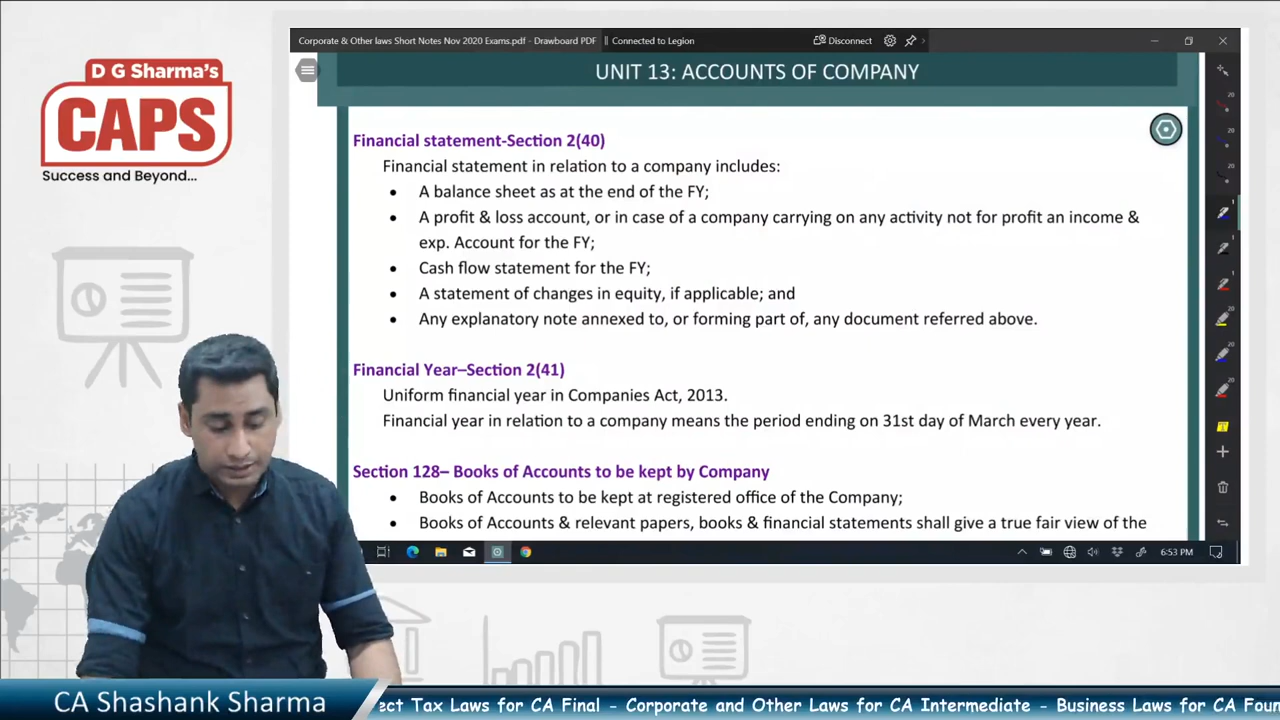 D G Sharma's
CAPS
Success and Beyond...
Corporate & Other laws Short Notes Nov 2020 Exams.pdf - Drawboard PDF
Connected to Legion
Disconnect
UNIT 13: ACCOUNTS OF COMPANY
Financial statement-Section 2(40)
Financial statement in relation to a company includes:
• A balance sheet as at the end of the FY;
• A profit & loss account, or in case of a company carrying on any activity not for profit an income &
exp. Account for the FY;
• Cash flow statement for the FY;
• A statement of changes in equity, if applicable; and
• Any explanatory note annexed to, or forming part of, any document referred above.
Financial Year–Section 2(41)
Uniform financial year in Companies Act, 2013.
Financial year in relation to a company means the period ending on 31st day of March every year.
Section 128– Books of Accounts to be kept by Company
• Books of Accounts to be kept at registered office of the Company;
• Books of Accounts & relevant papers, books & financial statements shall give a true fair view of the
6:53 PM
CA Shashank Sharma
ect Tax Laws for CA Final - Corporate and Other Laws for CA Intermediate - Business Laws for CA Foun